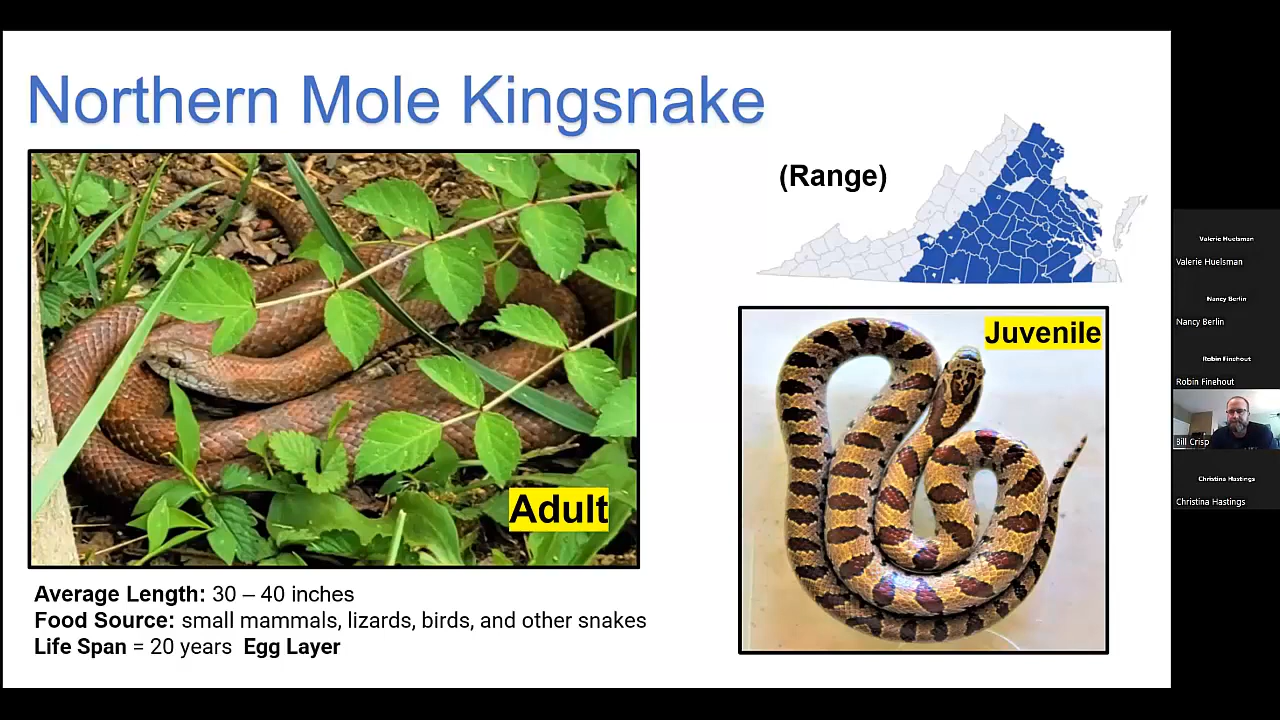 Northern Mole Kingsnake
(Range)
Juvenile
Adult
Average Length: 30 – 40 inches
Food Source: small mammals, lizards, birds, and other snakes
Life Span = 20 years Egg Layer
Valerie Huelsman
Valerie Huelsman
Nancy Berlin
Nancy Berlin
Robin Finehout
Robin Finehout
Bill Crisp
Christina Hastings
Christina Hastings